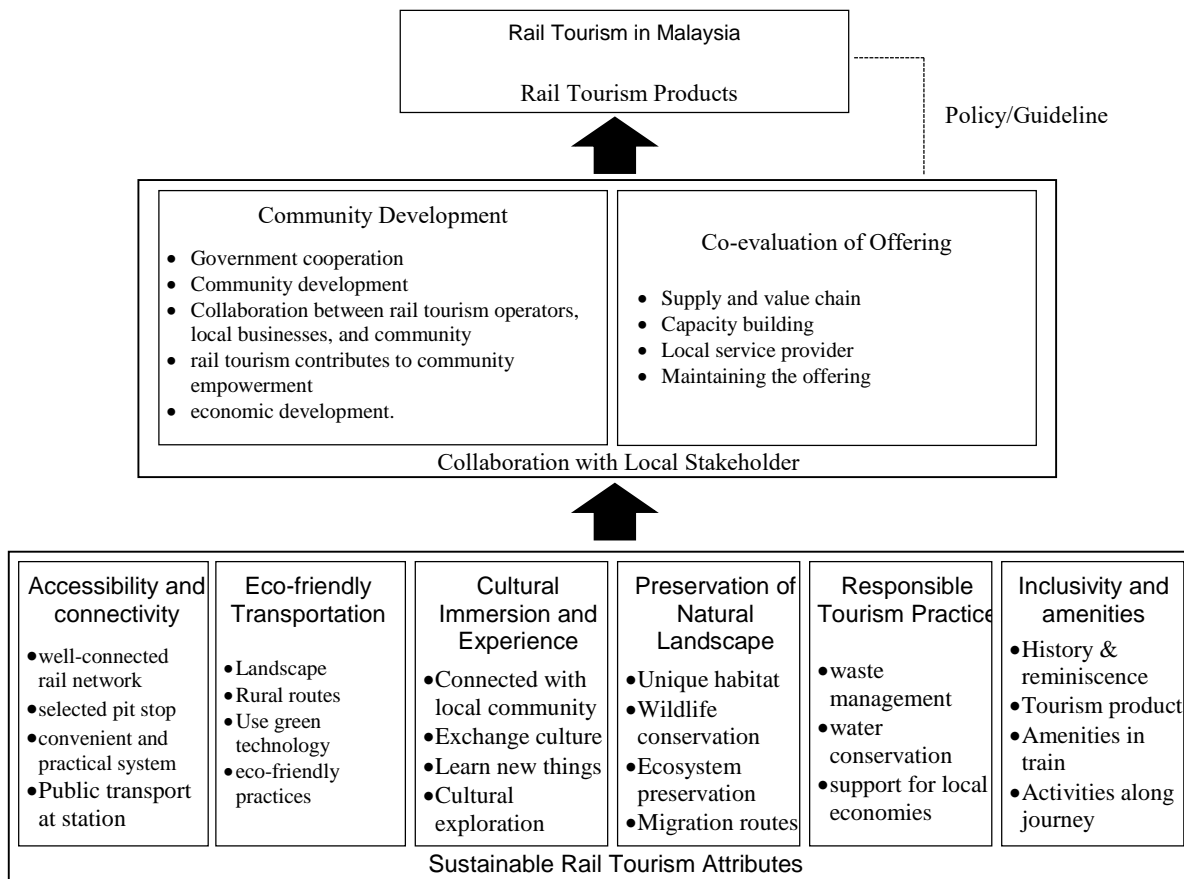 Rail Tourism in Malaysia
Rail Tourism Products
Policy/Guideline
Community Development
• Government cooperation
• Community development
• Collaboration between rail tourism operators,
local businesses, and community
• rail tourism contributes to community
empowerment
• economic development.
Co-evaluation of Offering
• Supply and value chain
• Capacity building
• Local service provider
• Maintaining the offering
Collaboration with Local Stakeholder
Accessibility and
connectivity
• well-connected
rail network
• selected pit stop
• convenient and
practical system
• Public transport
at station
Eco-friendly
Transportation
• Landscape
• Rural routes
• Use green
technology
• eco-friendly
practices
Cultural
Immersion and
Experience
• Connected with
local community
• Exchange culture
• Learn new things
• Cultural
exploration
Preservation of
Natural
Landscape
• Unique habitat
• Wildlife
conservation
• Ecosystem
preservation
• Migration routes
Responsible
Tourism Practice
• waste
management
• water
conservation
• support for local
economies
Inclusivity and
amenities
• History &
reminiscence
• Tourism product
• Amenities in
train
• Activities along
journey
Sustainable Rail Tourism Attributes